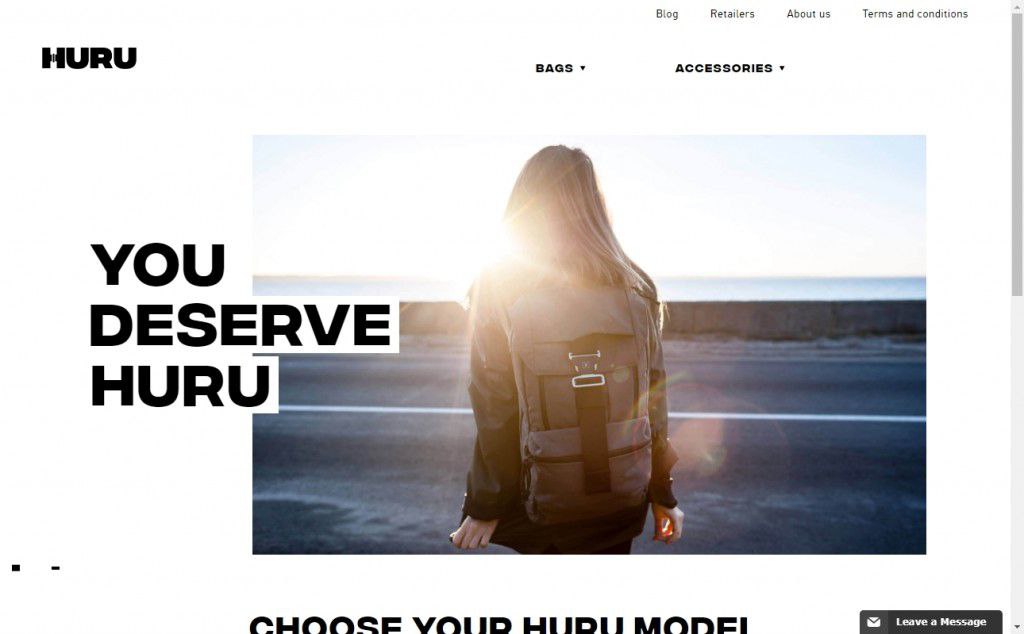 Blog Retailers About us Terms and conditions
HURU
BAGS ▼ ACCESSORIES ▼
YOU
DESERVE
HURU
CHOOSE YOUR HURU MODEL
Leave a Message